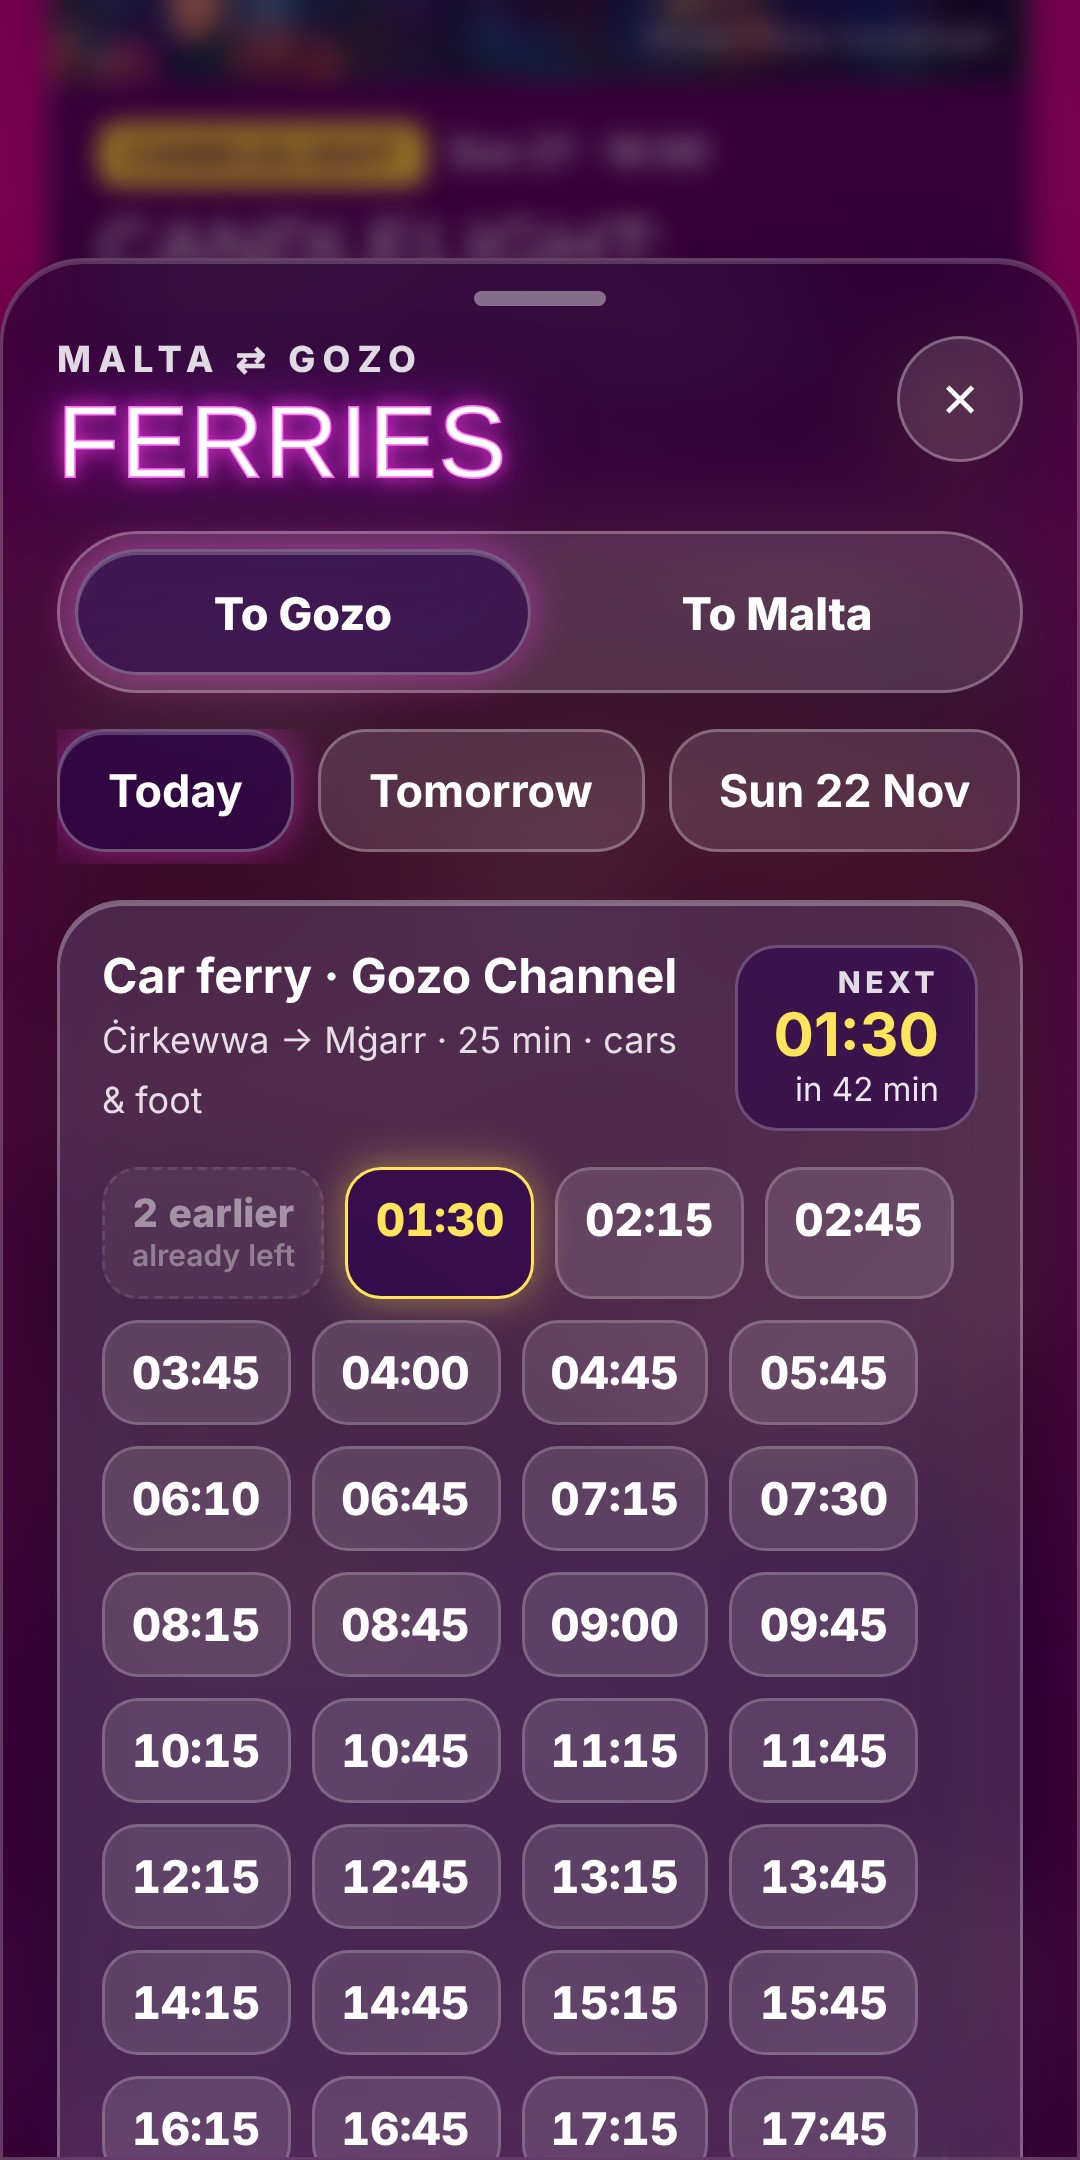 CANDLELIGHT
MALTA ⇄ GOZO
FERRIES
×
To Gozo
To Malta
Today
Tomorrow
Sun 22 Nov
Car ferry · Gozo Channel
Ċirkewwa → Mġarr · 25 min · cars
& foot
NEXT
01:30
in 42 min
2 earlier
already left
01:30
02:15
02:45
03:45
04:00
04:45
05:45
06:10
06:45
07:15
07:30
08:15
08:45
09:00
09:45
10:15
10:45
11:15
11:45
12:15
12:45
13:15
13:45
14:15
14:45
15:15
15:45
16:15
16:45
17:15
17:45